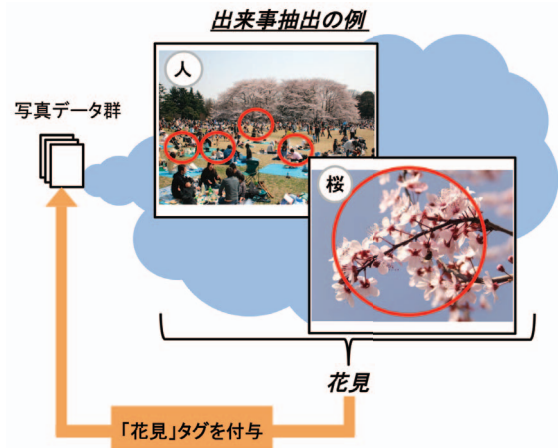 出来事抽出の例
人
写真データ群
桜
花見
「花見」タグを付与